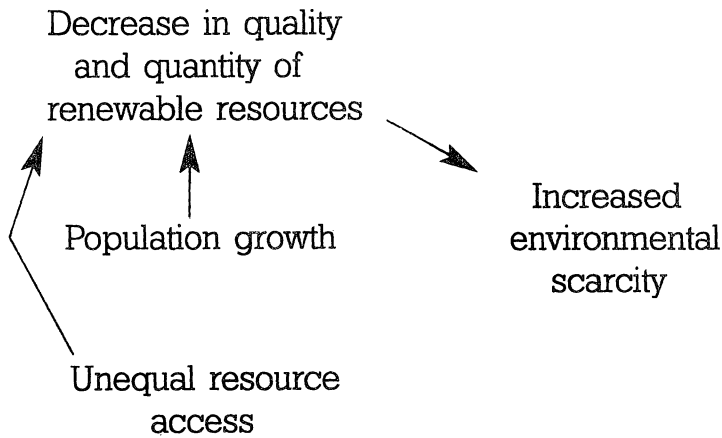 Decrease in quality
and quantity of
renewable resources
Population growth
Increased
environmental
scarcity
Unequal resource
access